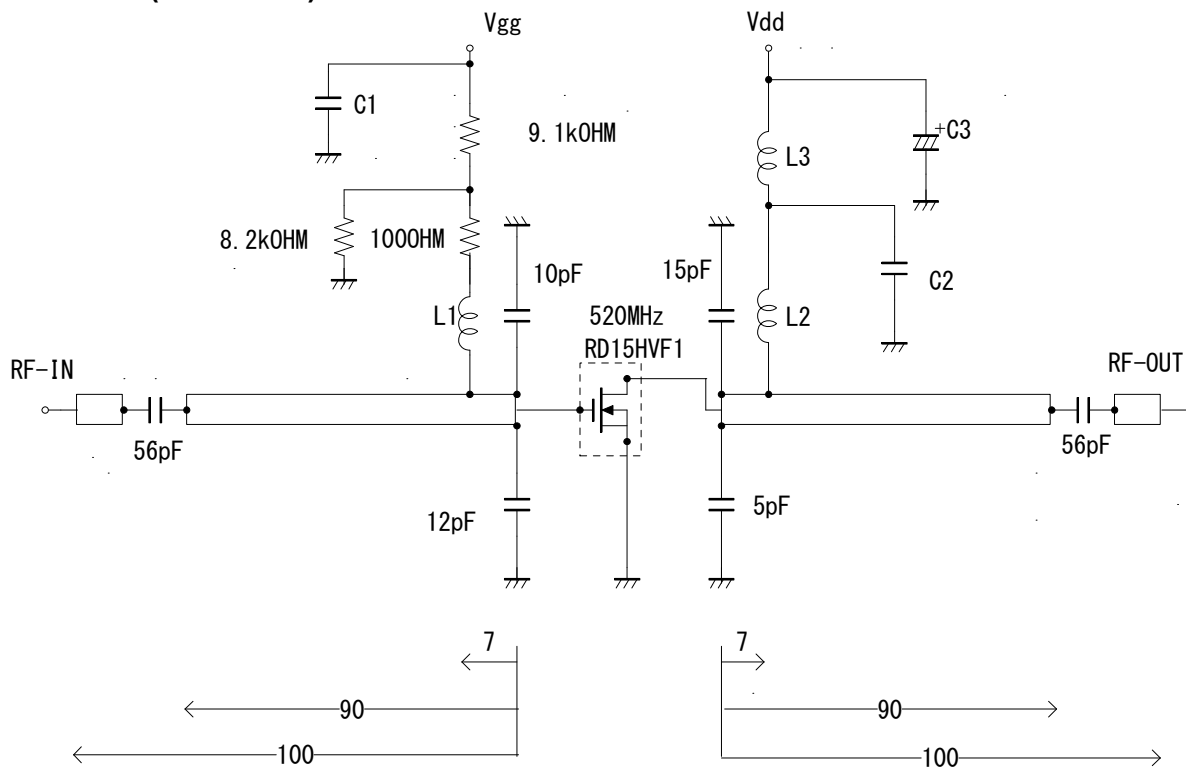 Vgg
Vdd
C1
9.1kOHM
+C3
L3
8.2kOHM
100OHM
10pF
15pF
C2
L1
520MHz
L2
RD15HVF1
RF-IN
RF-OUT
56pF
56pF
12pF
5pF
7
7
90
90
100
100